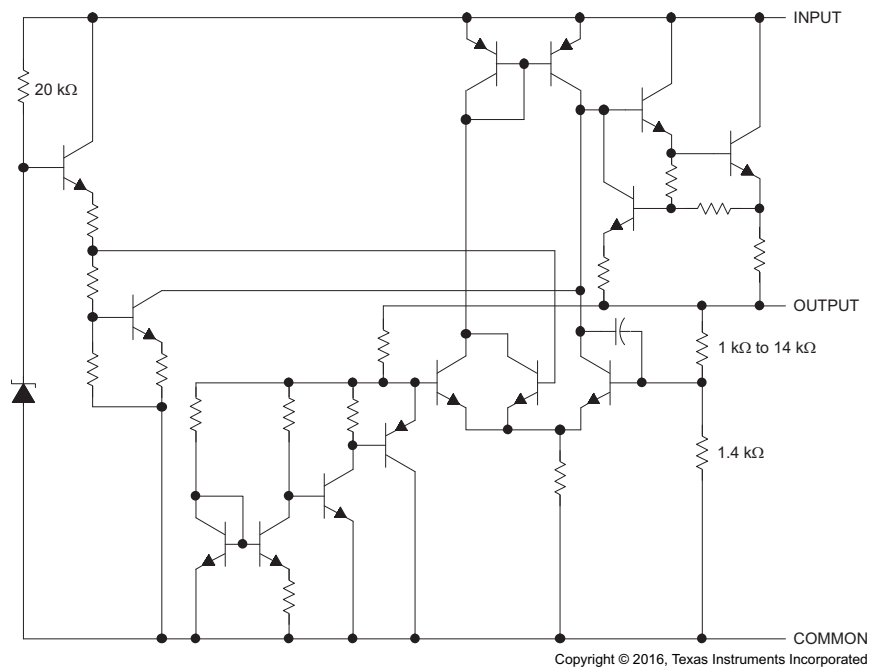 INPUT
20 kΩ
OUTPUT
1 kΩ to 14 kΩ
1.4 kΩ
COMMON
Copyright © 2016, Texas Instruments Incorporated